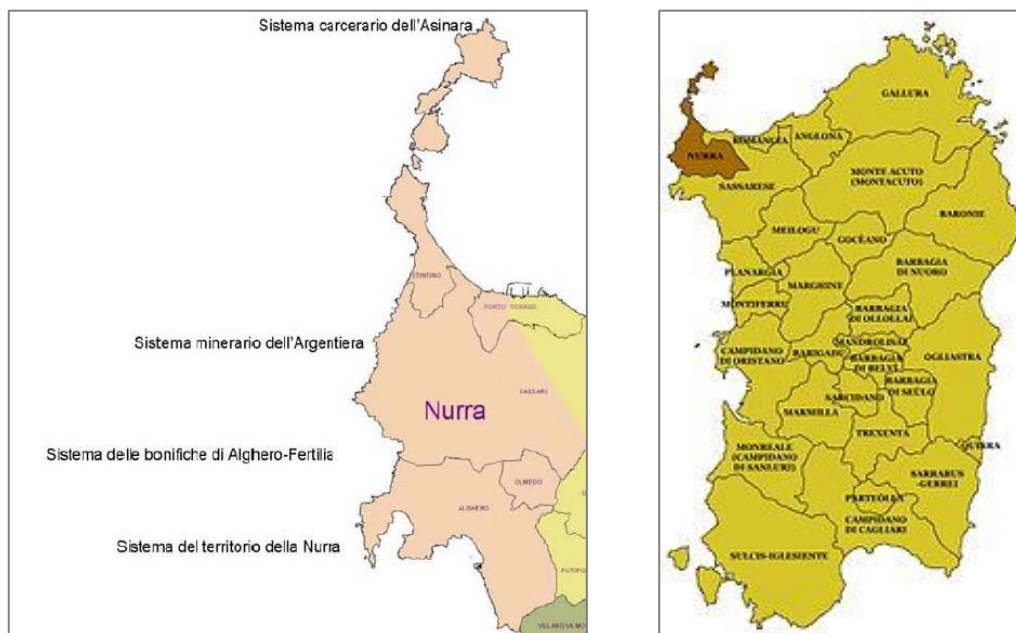 Sistema carcerario dell'Asinara
STINTINO
PORTO TORRES
Sistema minerario dell'Argentiera
SASSARI
Nurra
Sistema delle bonifiche di Alghero-Fertilia
OLMEDO
ALGHERO
Sistema del territorio della Nurra
VILLANOVA MO
GALLURA
ROMANGIA
ANGLONA
NURRA
MONTE ACUTO
(MONTACUTO)
SASSARESE
BARONIE
MEILOGU
GOCEANO
BARBAGIA
DI NUORO
PLANARGIA
MARGHINE
MONTIFERRU
BARBAGIA
DI OLLOLAI
MANDROLISAI
CAMPIDANO
DI ORISTANO
BARIGADU
BARBAGIA
DI BELVÌ
OGLIASTRA
BARBAGIA
DI SEULO
SARCIDANO
MARMILLA
TREXENTA
QUIRRA
MONREALE
(CAMPIDANO
DI SANLURI)
SARRABUS
-GERREI
PARTEOLLA
CAMPIDANO
DI CAGLIARI
SULCIS-IGLESIENTE